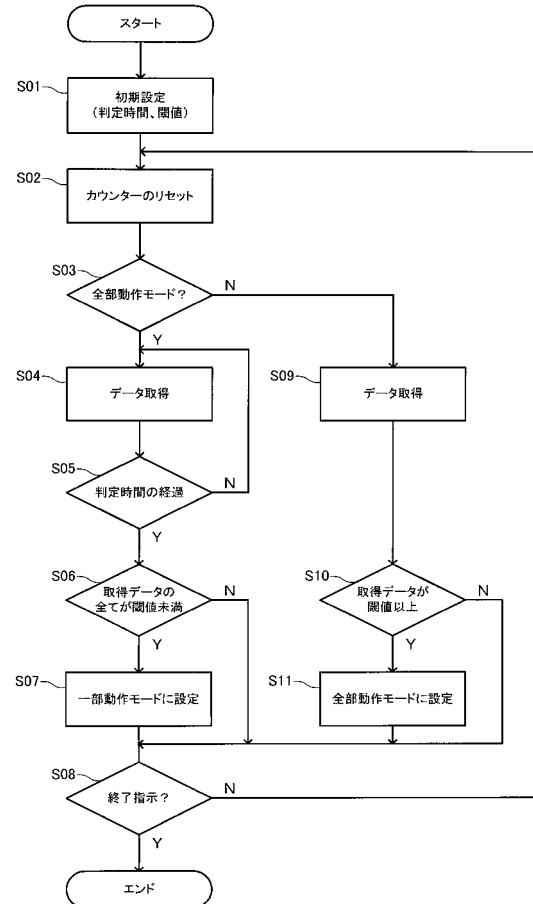 スタート
S01
初期設定
(判定時間、閾値)
S02
カウンターのリセット
S03
全部動作モード?
N
Y
S04
データ取得
S09
データ取得
S05
判定時間の経過
N
Y
S06
取得データの
全てが閾値未満
N
Y
S10
取得データが
閾値以上
N
Y
S07
一部動作モードに設定
S11
全部動作モードに設定
S08
終了指示?
N
Y
エンド